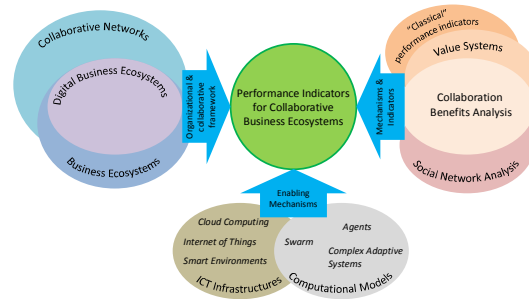 Collaborative Networks
Digital Business Ecosystems
Business Ecosystems
Organizational &
collaborative
framework
Performance Indicators
for Collaborative
Business Ecosystems
Mechanisms
& Indicators
"Classical"
performance indicators
Value Systems
Collaboration
Benefits Analysis
Social Network Analysis
Enabling
Mechanisms
Cloud Computing
Internet of Things
Smart Environments
ICT Infrastructures
Swarm
Agents
Complex Adaptive
Systems
Computational Models